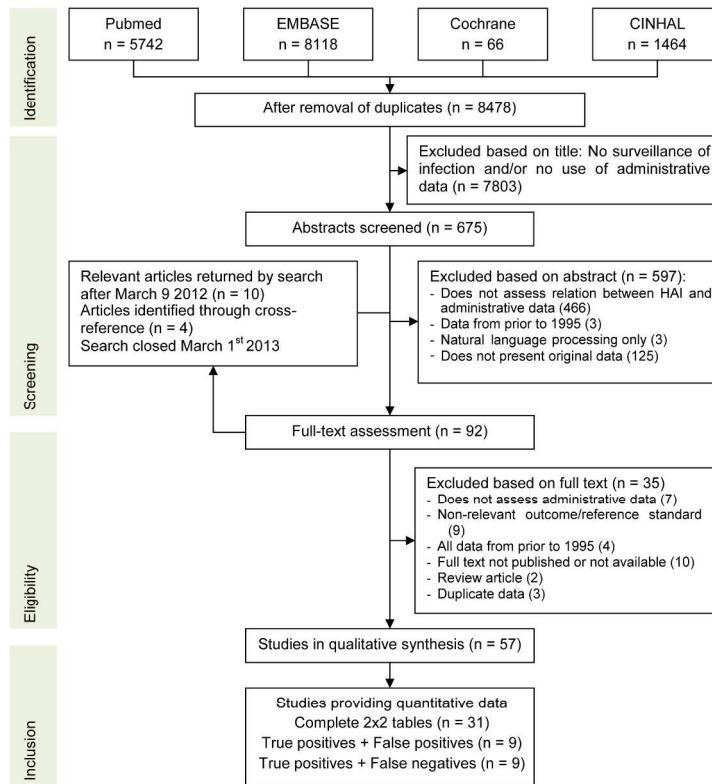 Pubmed
n = 5742
EMBASE
n = 8118
Cochrane
n = 66
CINHAL
n = 1464
Identification
After removal of duplicates = 8478
Excluded based on title: No surveillance of
infection and/or no use of administrative
data (n = 7803)
Screening
Abstracts screened (n = 675)
Relevant articles returned by search
after March 9 2012 (n = 10)
Articles identified through cross-
reference (n = 4)
Search closed March 1st 2013
Excluded based on abstract (n = 597):
- Does not assess relation between HAI and
administrative data (466)
- Data from prior to 1995 (3)
- Natural language processing only (3)
- Does not present original data (125)
Full-text assessment (n = 92)
Eligibility
Excluded based on full text (n = 35)
- Does not assess administrative data (7)
- Non-relevant outcome/reference standard
(9)
- All data from prior to 1995 (4)
- Full text not published or not available (10)
- Review article (2)
- Duplicate data (3)
Studies in qualitative synthesis (n = 57)
Inclusion
Studies providing quantitative data
Complete 2x2 tables (n = 31)
True positives + False positives (n = 9)
True positives + False negatives (n = 9)